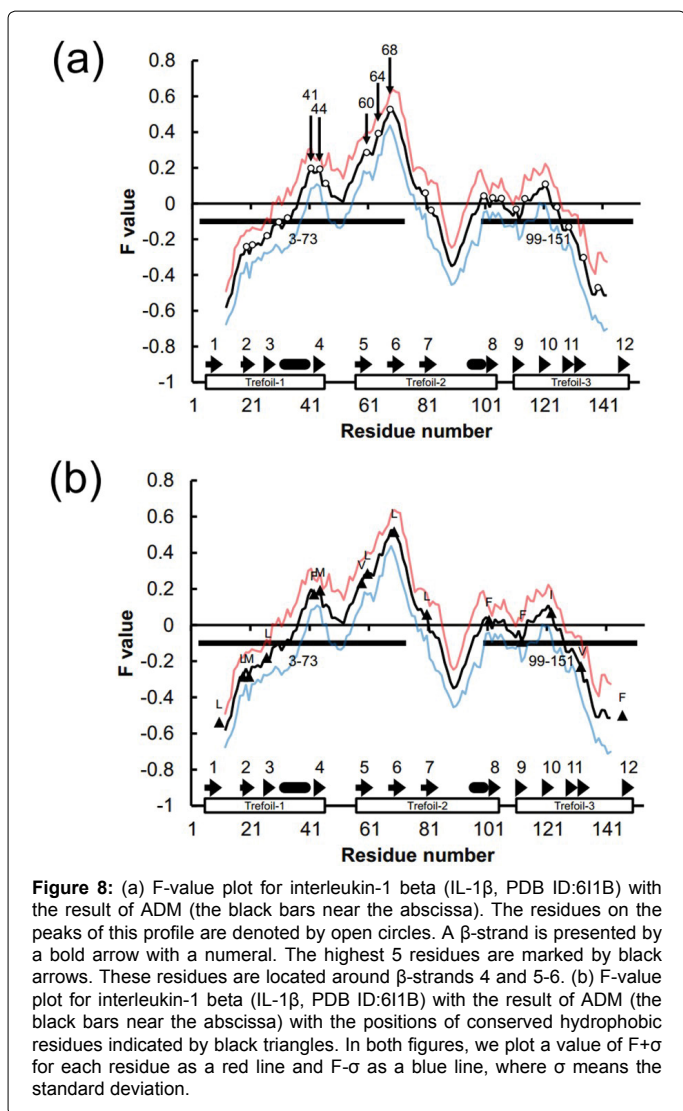 (a)
68
64
60
41
44
0.8
0.6
0.4
0.2
0
-0.2
-0.4
-0.6
-0.8
-1
F value
3-73
99-151
1 2 3 4 5 6 7 8 9 10 11 12
Trefoil-1 Trefoil-2 Trefoil-3
1 21 41 61 81 101 121 141
Residue number
(b)
0.8
0.6
0.4
0.2
0
-0.2
-0.4
-0.6
-0.8
-1
F value
L
L
M
L
F
M
V
L
L
L
F
F
I
V
F
3-73
99-151
1 2 3 4 5 6 7 8 9 10 11 12
Trefoil-1 Trefoil-2 Trefoil-3
1 21 41 61 81 101 121 141
Residue number
Figure 8: (a) F-value plot for interleukin-1 beta (IL-1β, PDB ID:6I1B) with
the result of ADM (the black bars near the abscissa). The residues on the
peaks of this profile are denoted by open circles. A β-strand is presented by
a bold arrow with a numeral. The highest 5 residues are marked by black
arrows. These residues are located around β-strands 4 and 5-6. (b) F-value
plot for interleukin-1 beta (IL-1β, PDB ID:6I1B) with the result of ADM (the
black bars near the abscissa) with the positions of conserved hydrophobic
residues indicated by black triangles. In both figures, we plot a value of F+σ
for each residue as a red line and F-σ as a blue line, where σ means the
standard deviation.